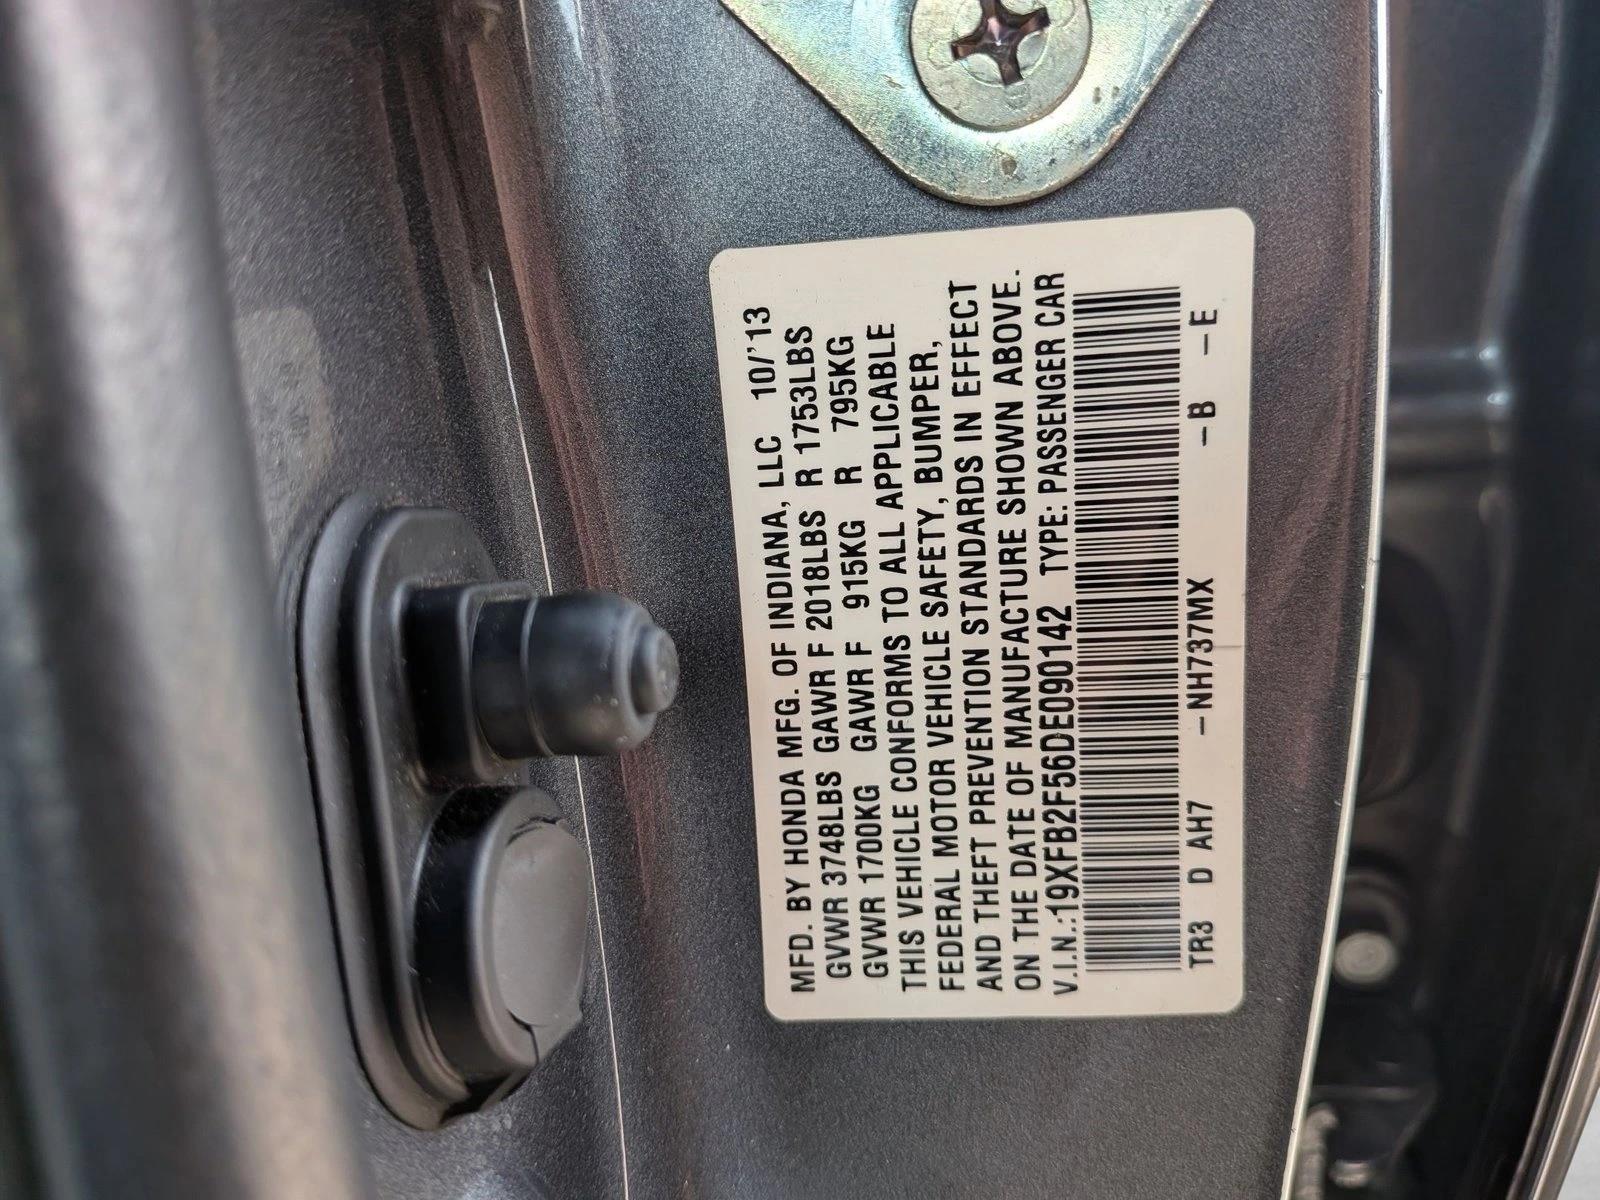 MFD. BY HONDA MFG. OF INDIANA, LLC 10/'13
GVWR 3748LBS GAWR F 2018LBS R 1753LBS
GVWR 1700KG GAWR F 915KG R 795KG
THIS VEHICLE CONFORMS TO ALL APPLICABLE
FEDERAL MOTOR VEHICLE SAFETY, BUMPER,
AND THEFT PREVENTION STANDARDS IN EFFECT
ON THE DATE OF MANUFACTURE SHOWN ABOVE.
V.I.N.:19XFB2F56DE090142 TYPE: PASSENGER CAR
TR3 D AH7 -NH737MX -B -E